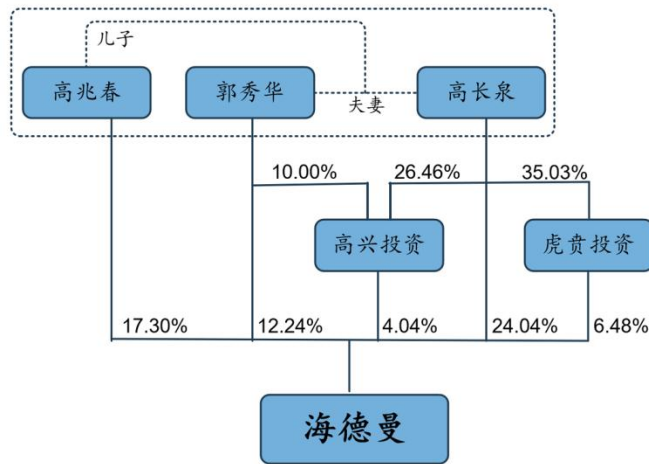 儿子
高兆春
郭秀华
高长泉
夫妻
10.00%
26.46%
35.03%
高兴投资
虎贲投资
17.30%
12.24%
4.04%
24.04%
6.48%
海德曼